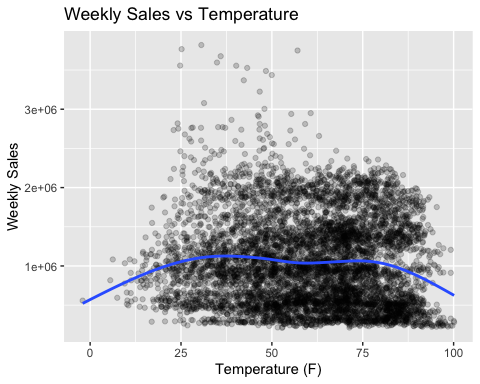 Weekly Sales vs Temperature
Weekly Sales
3e+06
2e+06
1e+06
0 25 50 75 100
Temperature (F)